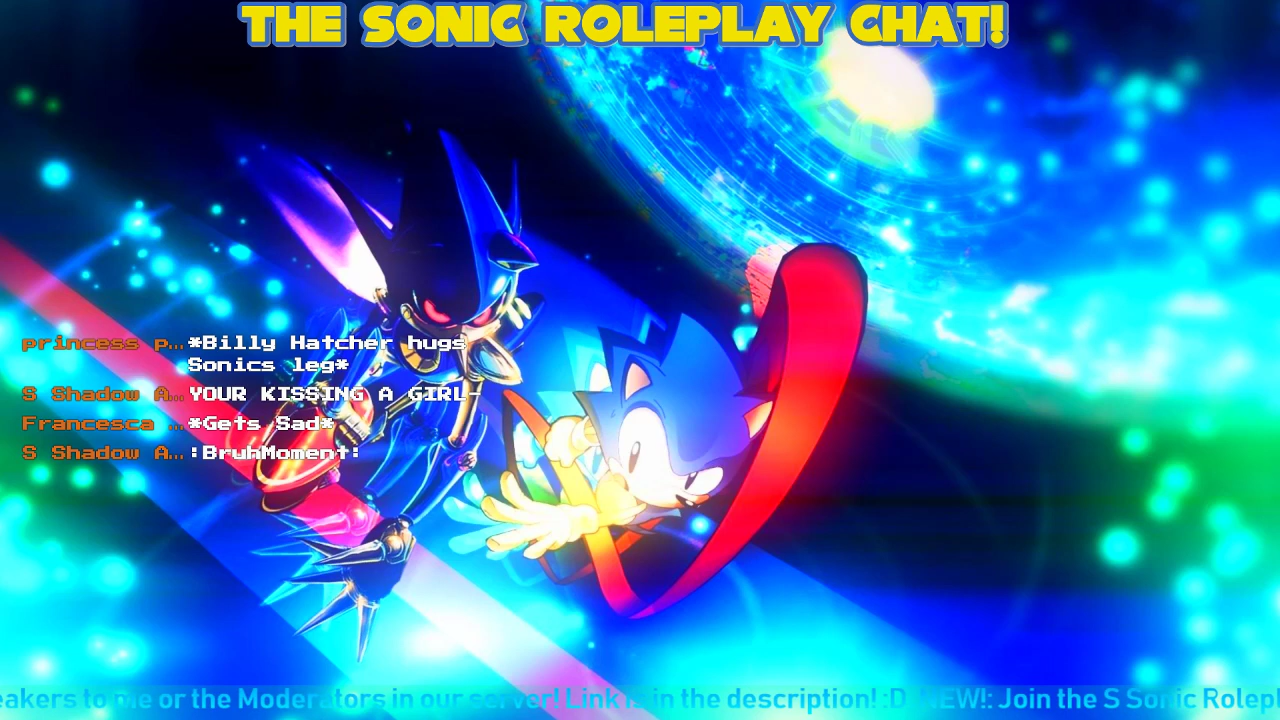 THE SONIC ROLEPLAY CHAT!
princess p... *Billy Hatcher hugs
Sonics leg*
S Shadow A... YOUR KISSING A GIRL-
Francesca ... *Gets Sad*
S Shadow A... :BruhMoment:
eakers to me or the Moderators in our server! Link is in the description! :D NEW!: Join the S Sonic Rolep